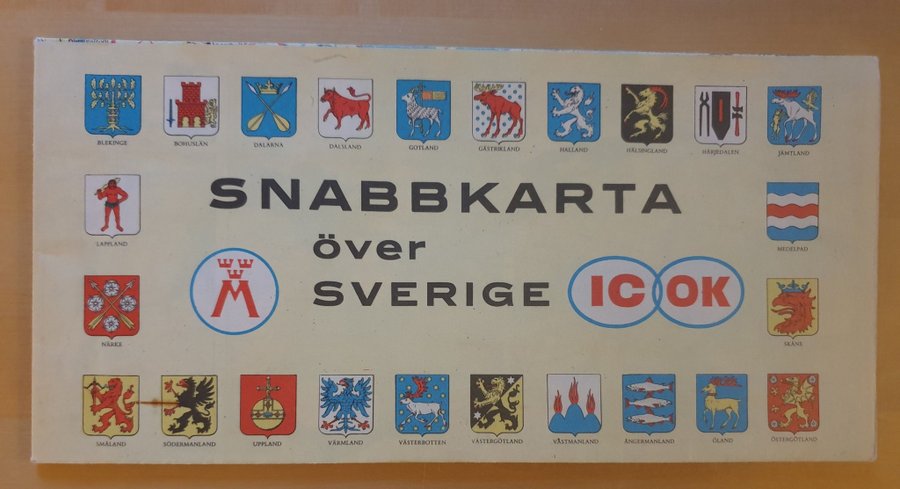 BLEKINGE BOHUSLÄN DALARNA DALSLAND GOTLAND GÄSTRIKLAND HALLAND HÄLSINGLAND HÄRJEDALEN JÄMTLAND
SNABBKARTA
LAPPLAND
MEDELPAD
över
M
SVERIGE
IC OK
NÄRKE
SKÅNE
SMÅLAND SÖDERMANLAND UPPLAND VÄRMLAND VÄSTERBOTTEN VÄSTERGÖTLAND VÄSTMANLAND ÅNGERMANLAND ÖLAND ÖSTERGÖTLAND